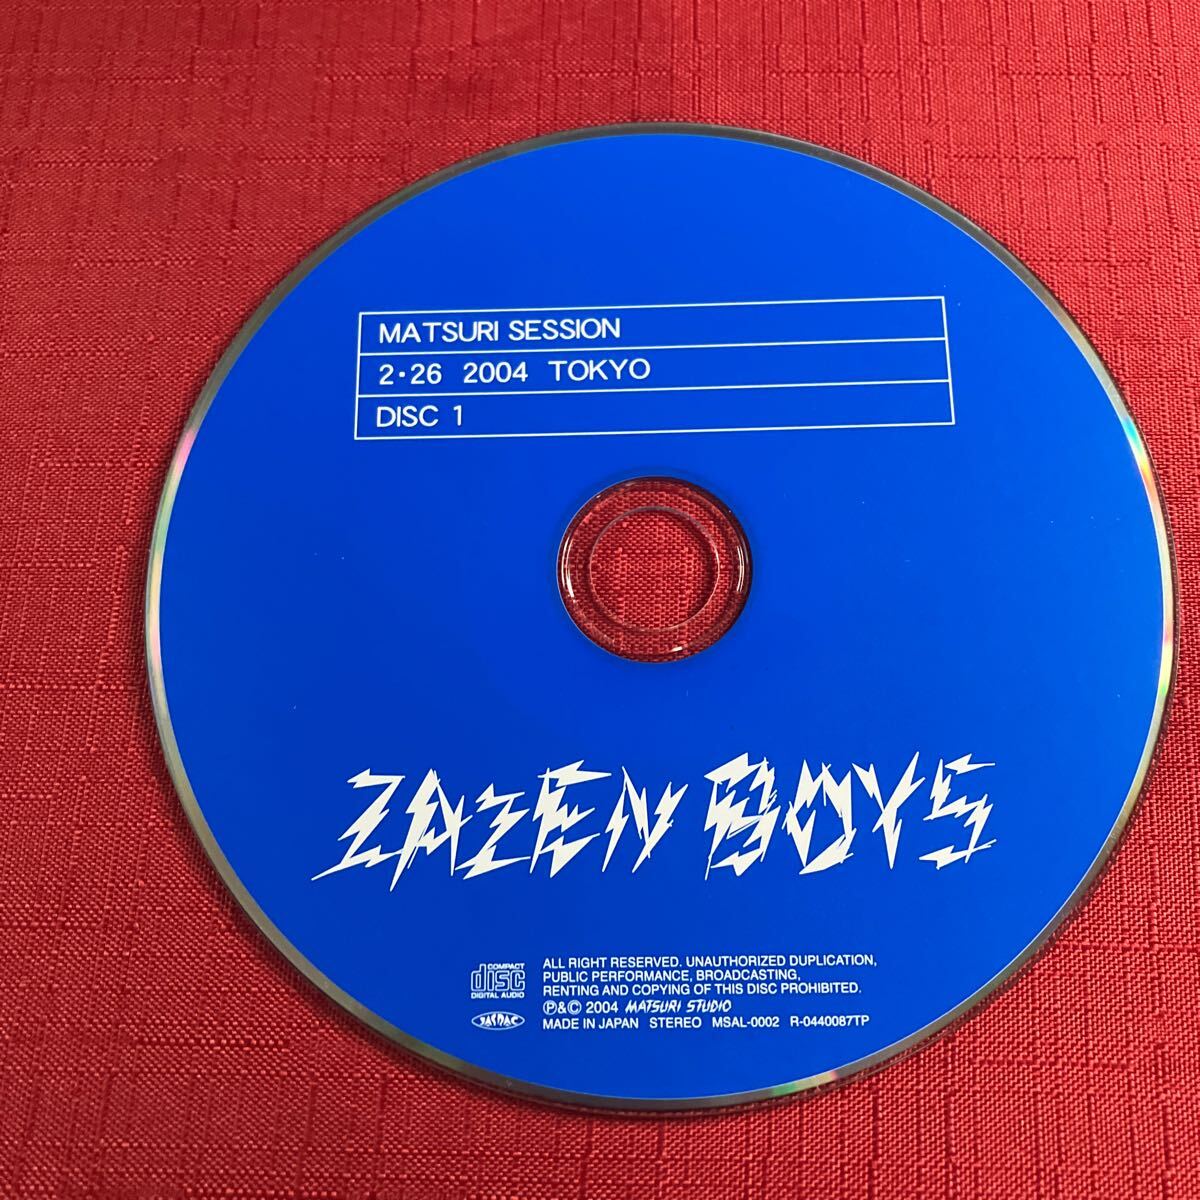 MATSURI SESSION
2・26 2004 TOKYO
DISC 1
ZAZEN BOYS
COMPACT
disc
DIGITAL AUDIO
ALL RIGHT RESERVED. UNAUTHORIZED DUPLICATION,
PUBLIC PERFORMANCE, BROADCASTING,
RENTING AND COPYING OF THIS DISC PROHIBITED.
Ⓟ&© 2004 MATSURI STUDIO
JASRAC
MADE IN JAPAN STEREO MSAL-0002 R-0440087TP